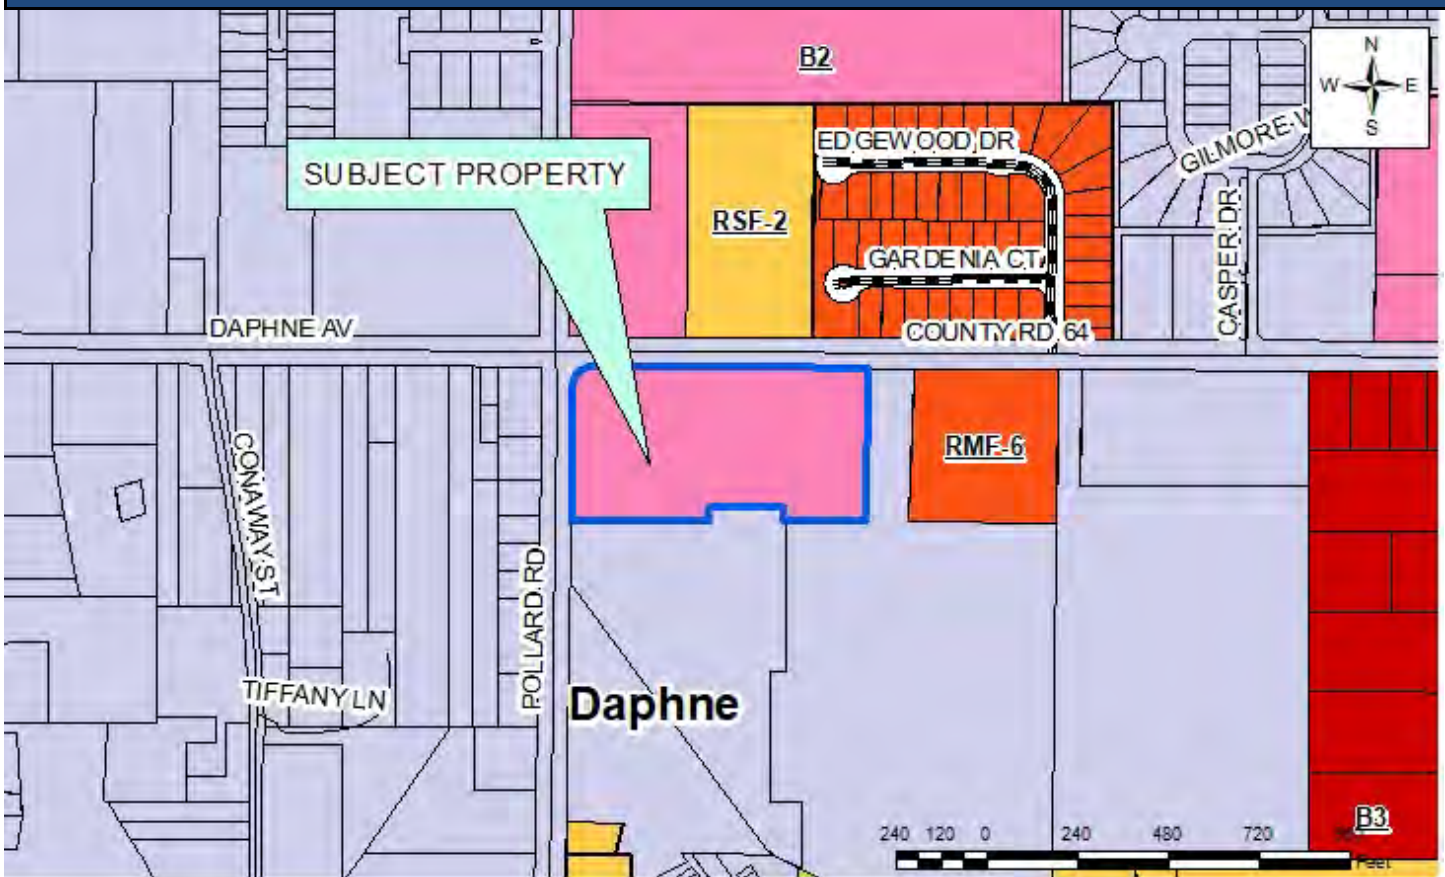 B2
N
W E
S
EDGEWOOD DR
GILMORE W
SUBJECT PROPERTY
RSF-2
CASPER DR
GARDENIA CT
DAPHNE AV
COUNTY RD 64
CONAWAY ST
RMF-6
POLLARD RD
TIFFANY LN
Daphne
B3
240 120 0 240 480 720
Feet